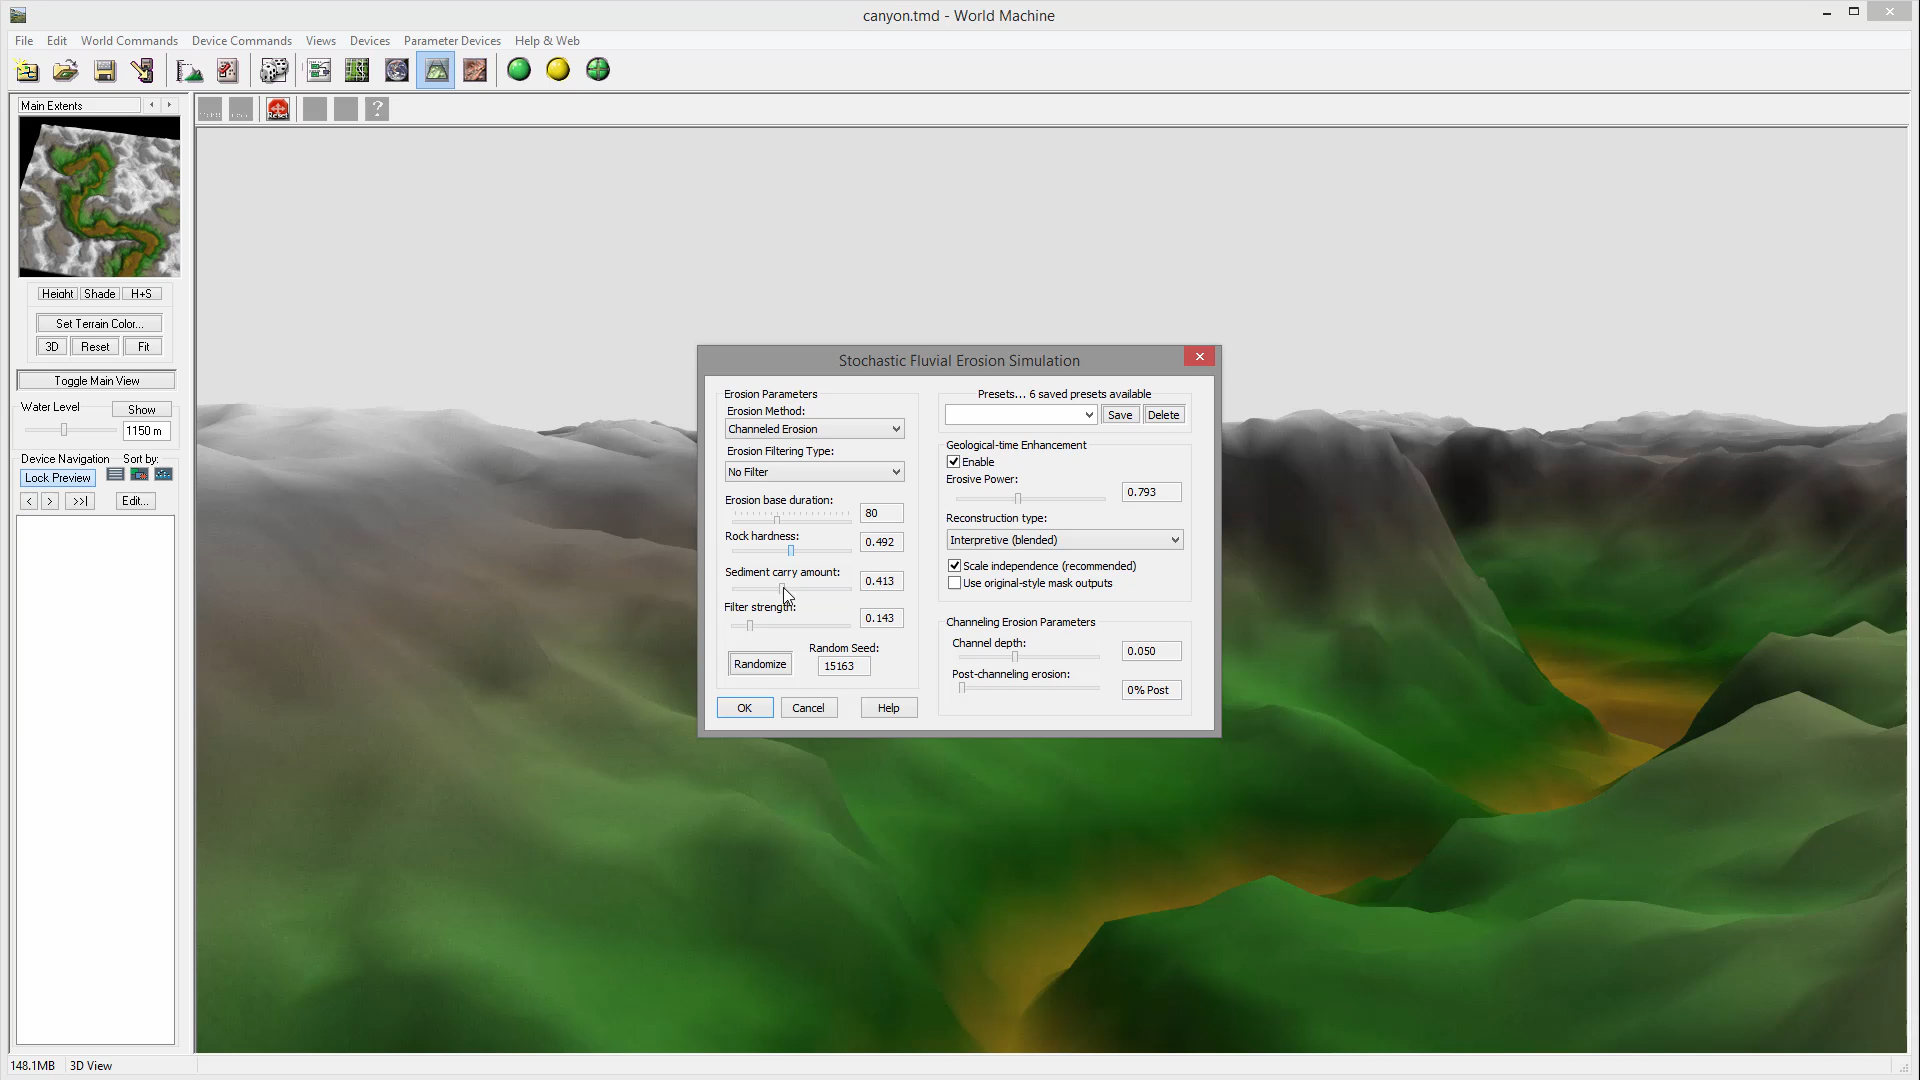 canyon.tmd - World Machine
File Edit World Commands Device Commands Views Devices Parameter Devices Help & Web
Main Extents
Reset
?
Height Shade H+S
Set Terrain Color...
3D Reset Fit
Toggle Main View
Water Level Show
1150 m
Device Navigation Sort by:
Lock Preview
< > >>| Edit...
Stochastic Fluvial Erosion Simulation
Erosion Parameters
Erosion Method:
Channeled Erosion
Erosion Filtering Type:
No Filter
Erosion base duration:
80
Rock hardness:
0.492
Sediment carry amount:
0.413
Filter strength:
0.143
Random Seed:
Randomize 15163
OK Cancel Help
Presets... 6 saved presets available
Save Delete
Geological-time Enhancement
Enable
Erosive Power:
0.793
Reconstruction type:
Interpretive (blended)
Scale independence (recommended)
Use original-style mask outputs
Channeling Erosion Parameters
Channel depth:
0.050
Post-channeling erosion:
0% Post
148.1MB 3D View